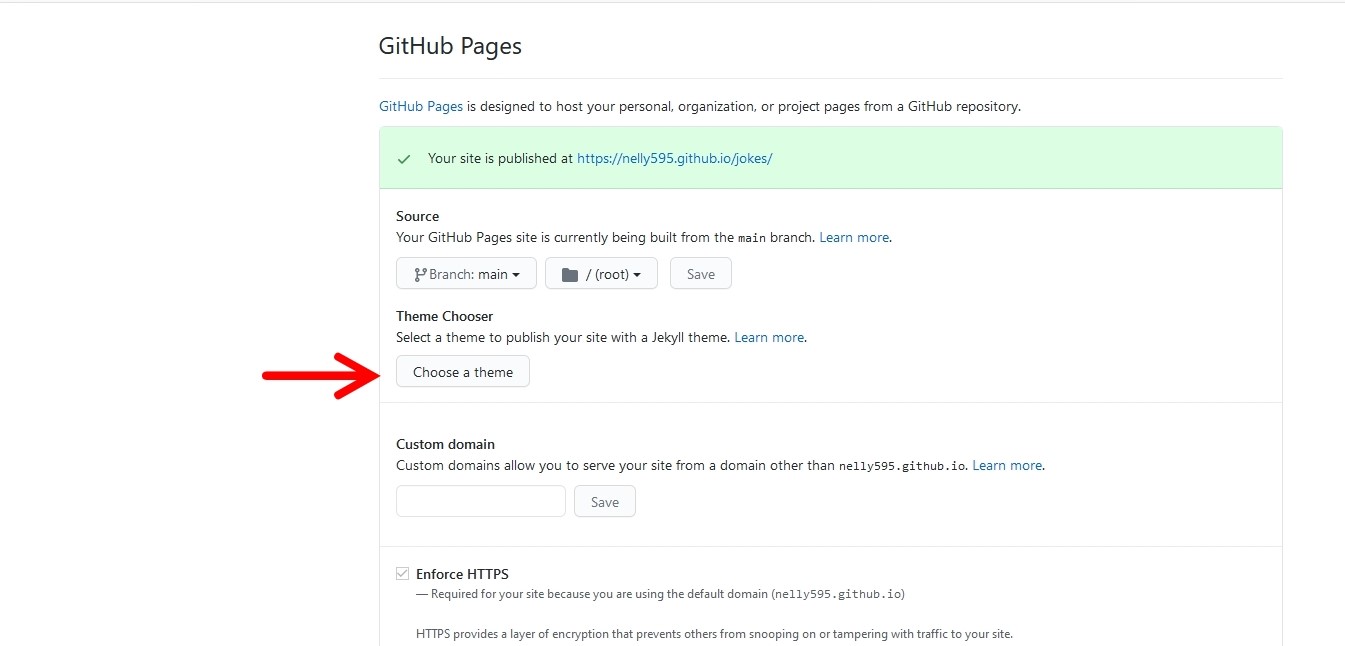 GitHub Pages
GitHub Pages is designed to host your personal, organization, or project pages from a GitHub repository.
Your site is published at https://nelly595.github.io/jokes/
Source
Your GitHub Pages site is currently being built from the main branch. Learn more.
Branch: main / (root) Save
Theme Chooser
Select a theme to publish your site with a Jekyll theme. Learn more.
Choose a theme
Custom domain
Custom domains allow you to serve your site from a domain other than nelly595.github.io. Learn more.
Save
Enforce HTTPS
— Required for your site because you are using the default domain (nelly595.github.io)
HTTPS provides a layer of encryption that prevents others from snooping on or tampering with traffic to your site.